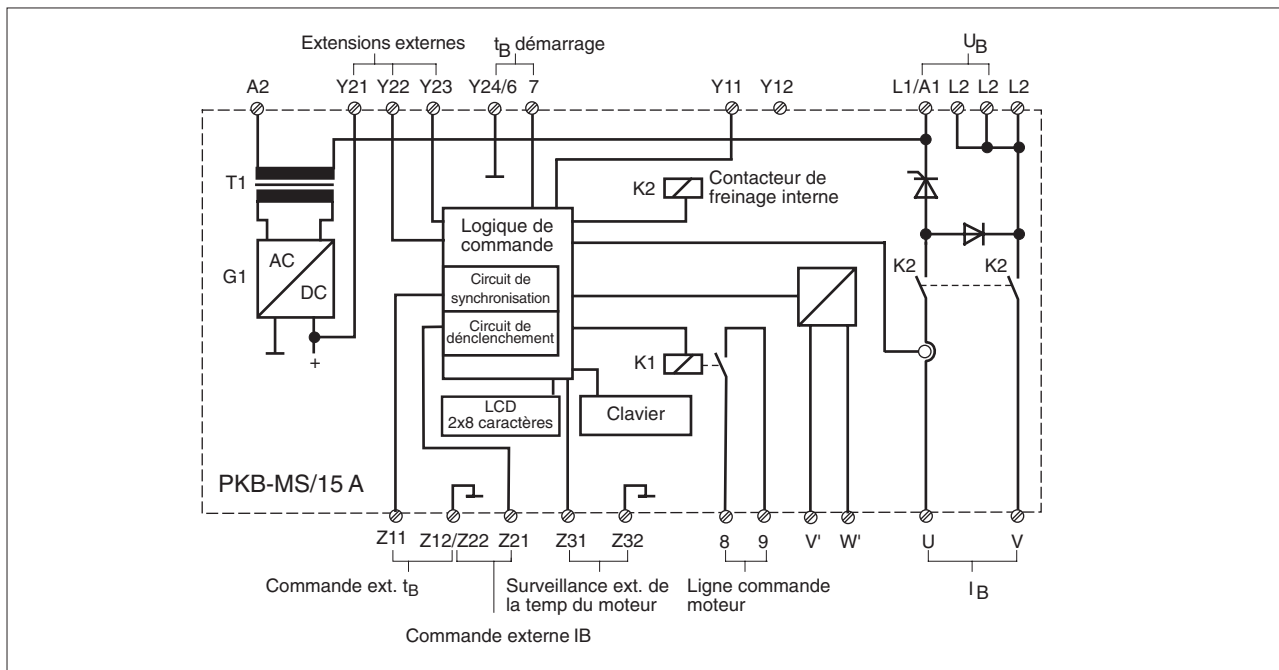 Extensions externes
tB démarrage
UB
A2 Y21 Y22 Y23 Y24/6 7 Y11 Y12 L1/A1 L2 L2 L2
T1
K2
Contacteur de
freinage interne
Logique de
commande
AC
DC
G1
K2 K2
Circuit de
synchronisation
Circuit de
dénclenchement
+
K1
LCD
2x8 caractères
Clavier
PKB-MS/15 A
Z11 Z12/Z22 Z21 Z31 Z32 8 9 V' W' U V
Commande ext. tB
Surveillance ext. de
la temp du moteur
Ligne commande
moteur
IB
Commande externe IB